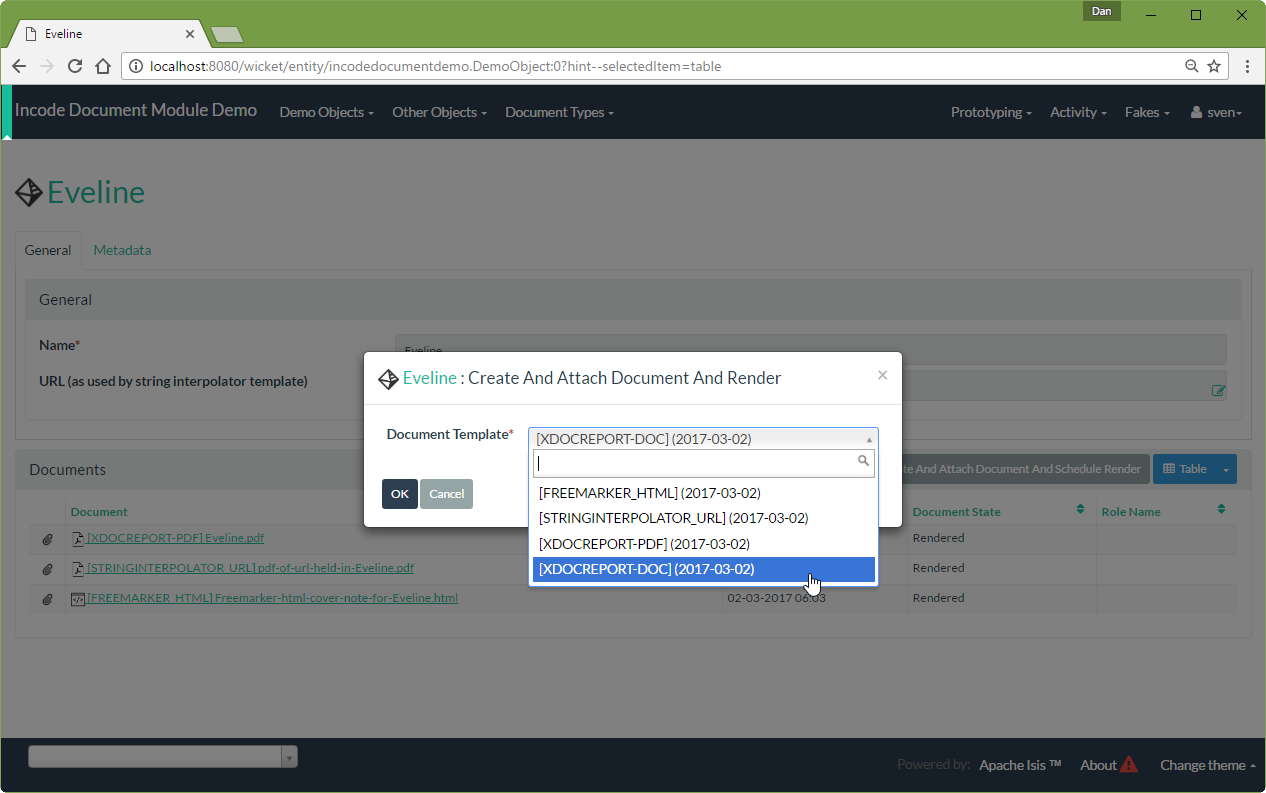 Dan
Eveline
localhost:8080/wicket/entity/incodedocumentdemo.DemoObject:0?hint--selectedItem=table
Incode Document Module Demo Demo Objects Other Objects Document Types Prototyping Activity Fakes sven
Eveline
General Metadata
General
Name* Eveline
URL (as used by string interpolator template)
Eveline : Create And Attach Document And Render ×
Document Template* [XDOCREPORT-DOC] (2017-03-02)
[FREEMARKER_HTML] (2017-03-02)
[STRINGINTERPOLATOR_URL] (2017-03-02)
[XDOCREPORT-PDF] (2017-03-02)
[XDOCREPORT-DOC] (2017-03-02)
OK Cancel
Documents And Attach Document And Schedule Render Table
Document Document State Role Name
[XDOCREPORT-PDF] Eveline.pdf Rendered
[STRINGINTERPOLATOR_URL] pdf-of-url-held-in-Eveline.pdf Rendered
[FREEMARKER_HTML] Freemarker-html-cover-note-for-Eveline.html 02-03-2017 06:03 Rendered
Powered by: Apache Isis ™ About Change theme